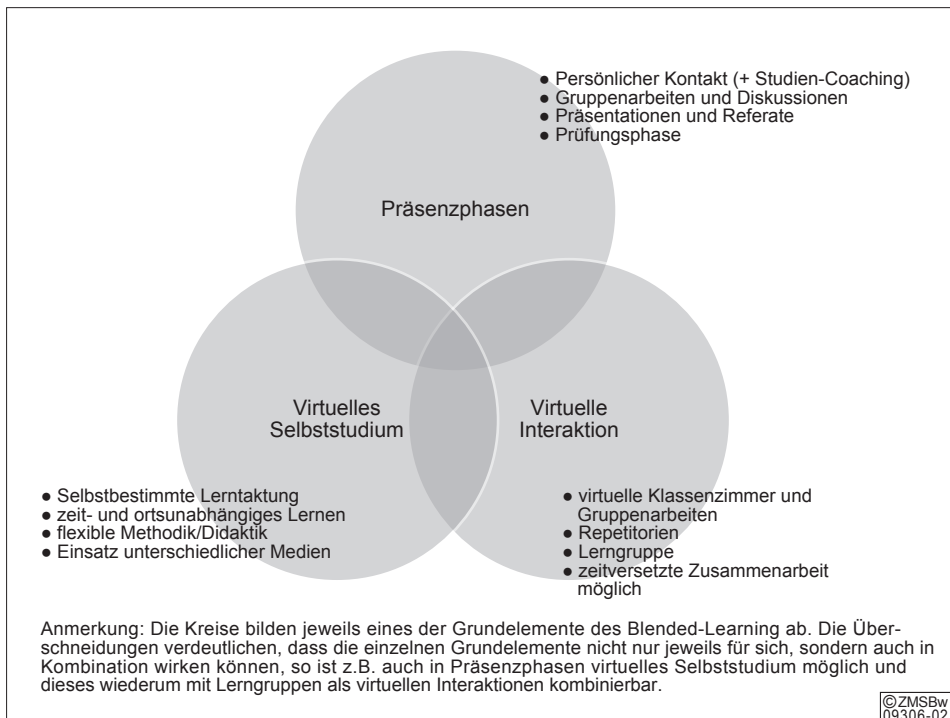 ● Persönlicher Kontakt (+ Studien-Coaching)
● Gruppenarbeiten und Diskussionen
● Präsentationen und Referate
● Prüfungsphase
Präsenzphasen
Virtuelles
Selbststudium
Virtuelle
Interaktion
● Selbstbestimmte Lerntaktung
● zeit- und ortsunabhängiges Lernen
● flexible Methodik/Didaktik
● Einsatz unterschiedlicher Medien
● virtuelle Klassenzimmer und
Gruppenarbeiten
● Repetitorien
● Lerngruppe
● zeitversetzte Zusammenarbeit
möglich
Anmerkung: Die Kreise bilden jeweils eines der Grundelemente des Blended-Learning ab. Die Über-
schneidungen verdeutlichen, dass die einzelnen Grundelemente nicht nur jeweils für sich, sondern auch in
Kombination wirken können, so ist z.B. auch in Präsenzphasen virtuelles Selbststudium möglich und
dieses wiederum mit Lerngruppen als virtuellen Interaktionen kombinierbar.
©ZMSBw
09306-02